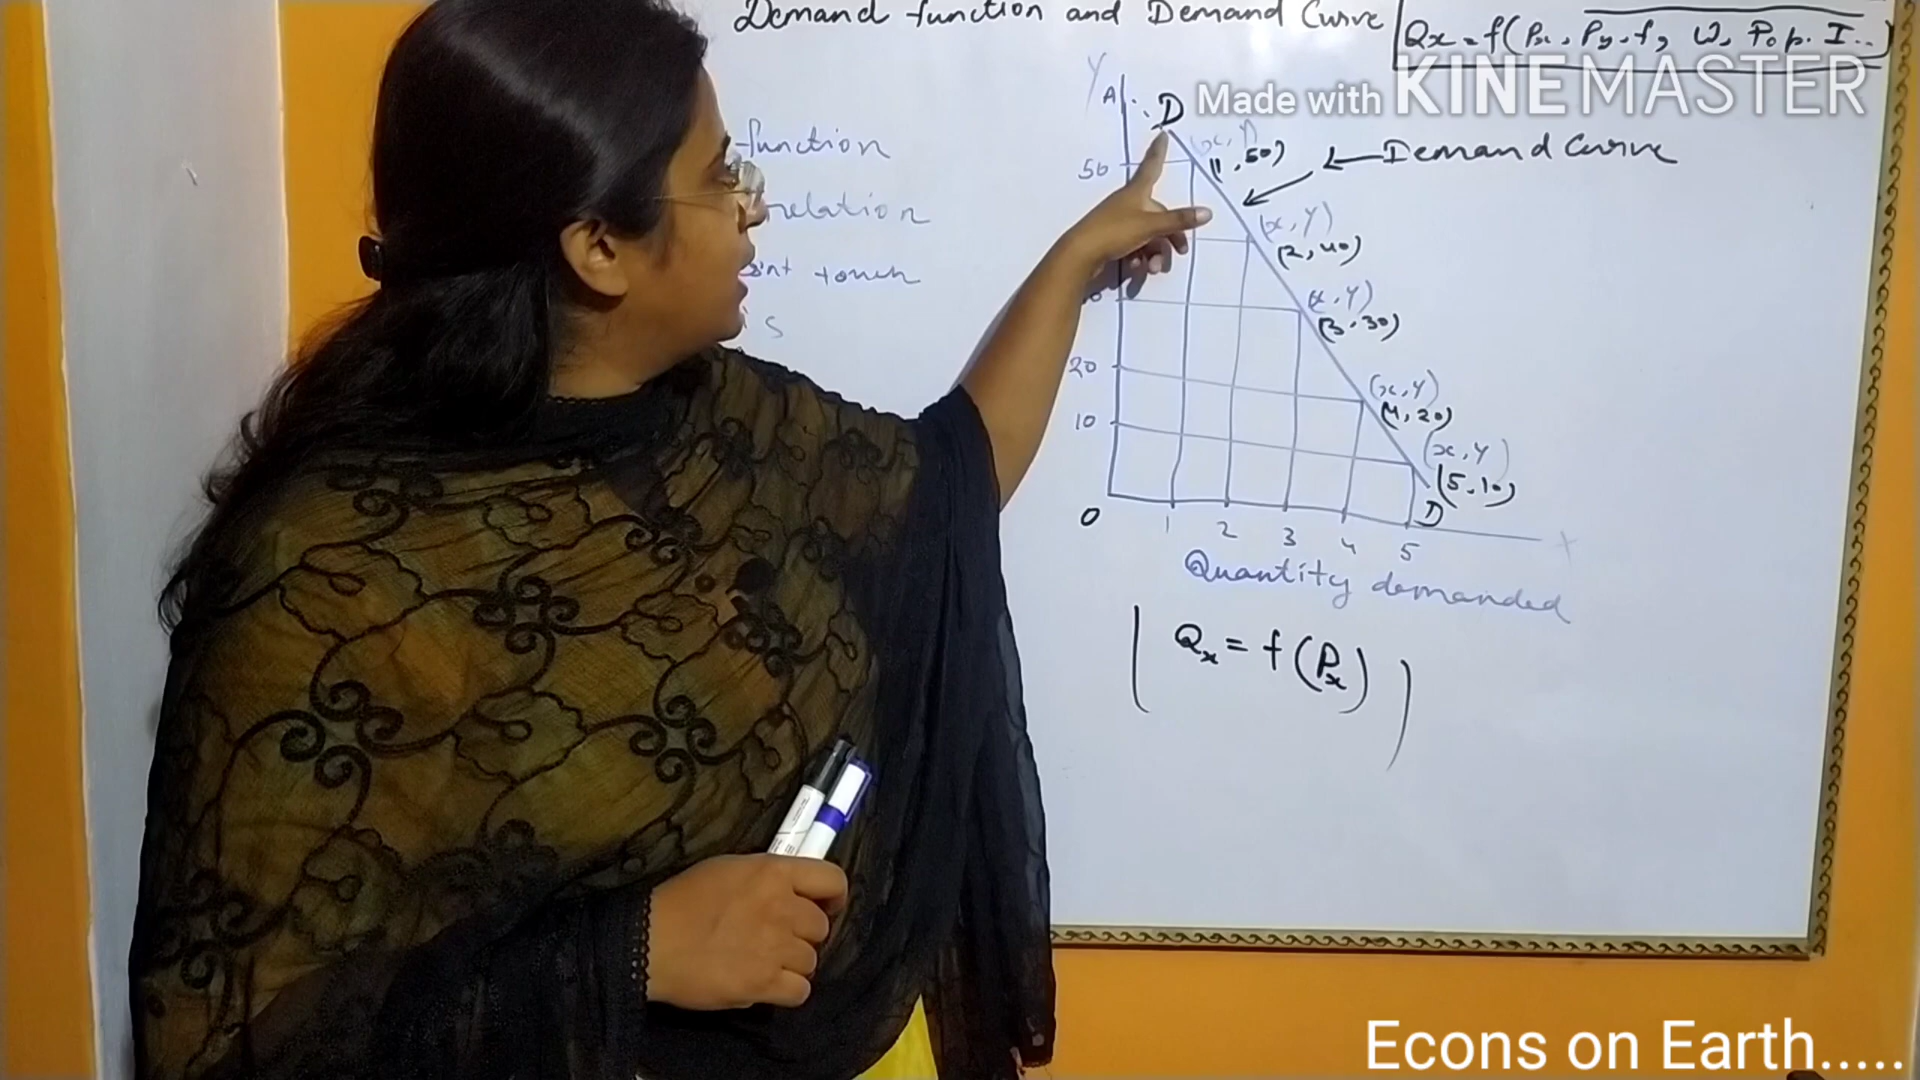 Demand function and Demand Curve
Qx = f(Px, Py, f, W, Pop. I..)
Made with KINEMASTER
Y
A
D
function
(x, y)
(1, 50)
Demand Curve
50
relation
(x, y)
(2, 40)
touch
(x, y)
(3, 30)
20
(x, y)
(4, 20)
10
(x, y)
(5, 10)
D
0
1 2 3 4 5
X
Quantity demanded
Qx = f(Px)
Econs on Earth.....